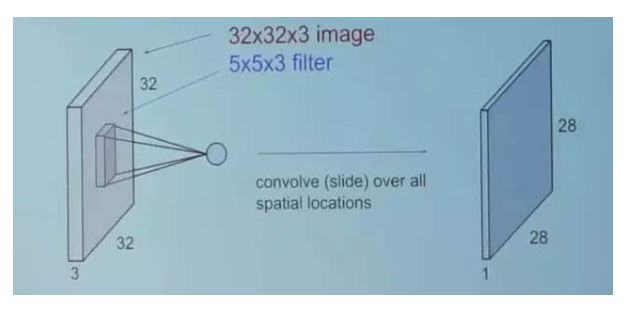 32x32x3 image
5x5x3 filter
32
32
3
convolve (slide) over all
spatial locations
28
28
1